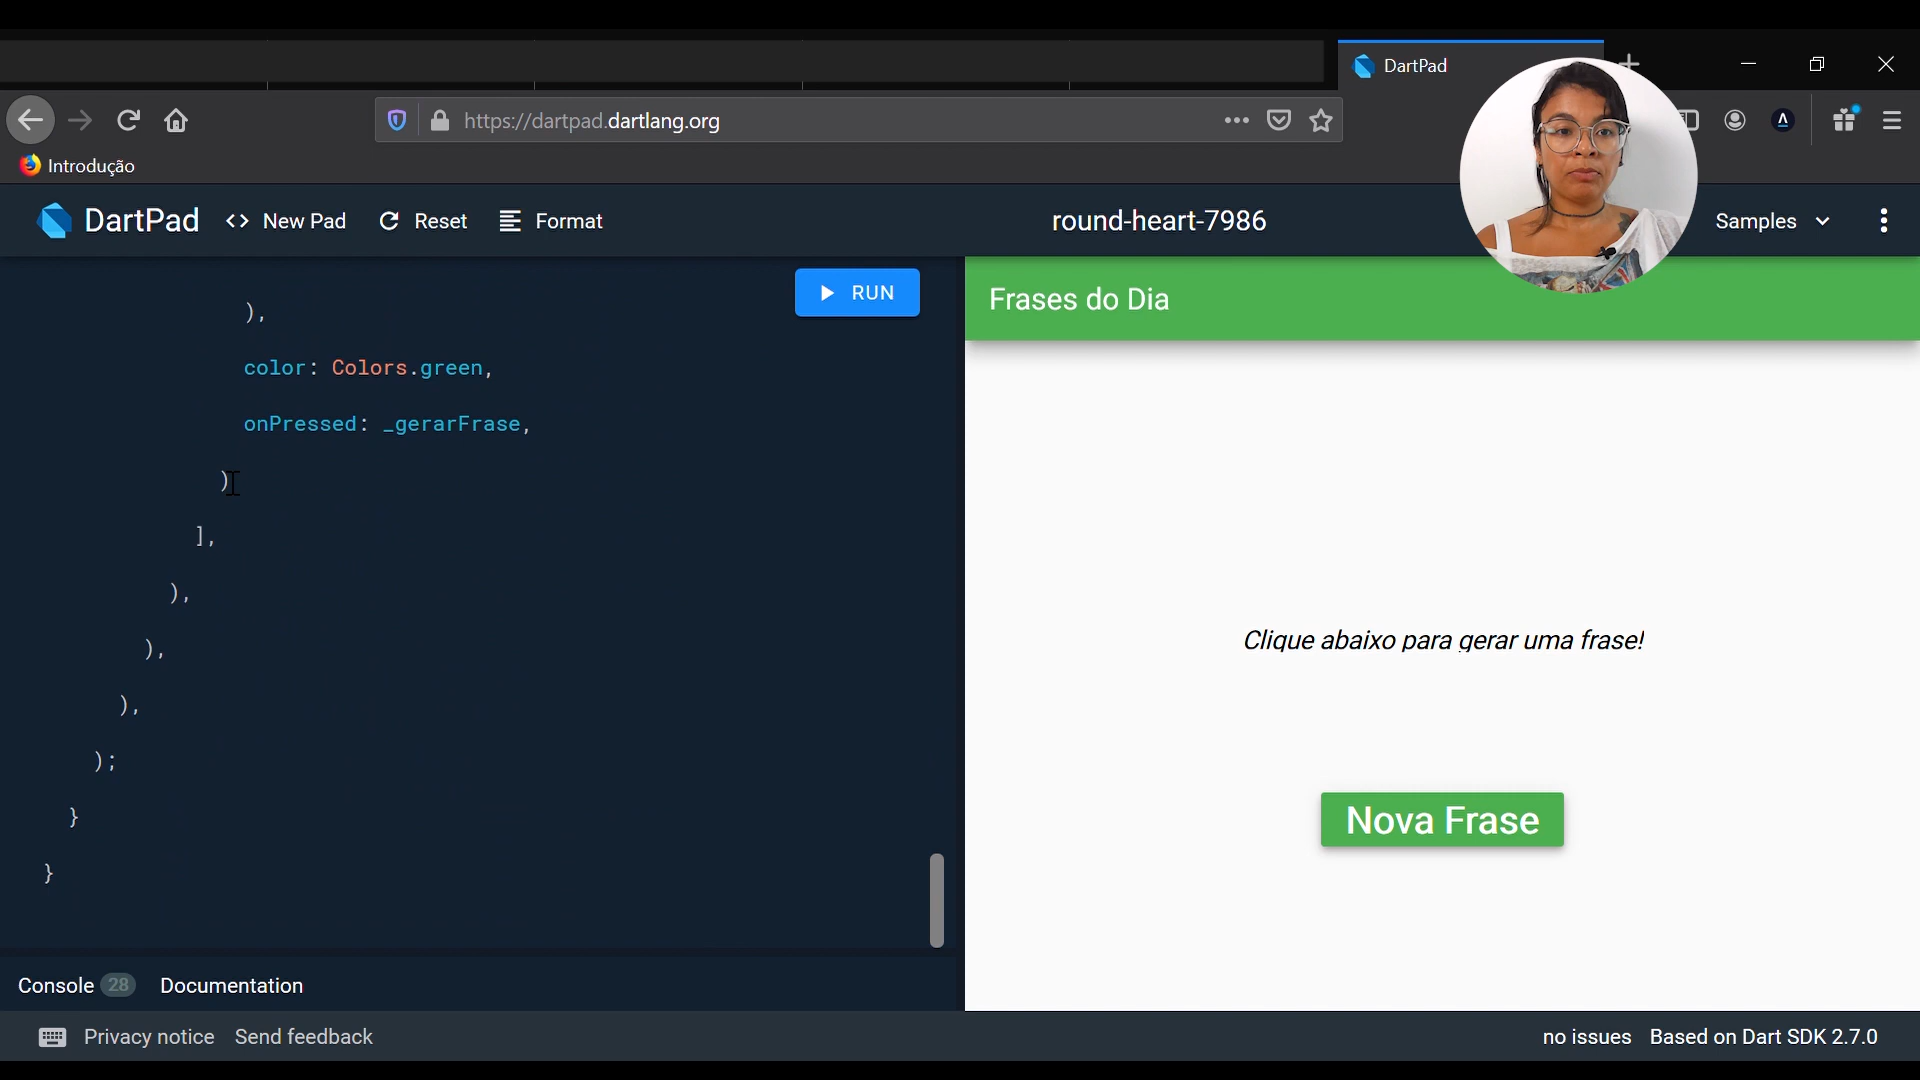 DartPad
https://dartpad.dartlang.org
Introdução
DartPad
<> New Pad
Reset
Format
round-heart-7986
Samples
RUN
),
color: Colors.green,
onPressed: _gerarFrase,
)
],
),
),
),
);
}
}
Frases do Dia
Clique abaixo para gerar uma frase!
Nova Frase
Console 28 Documentation
Privacy notice Send feedback
no issues Based on Dart SDK 2.7.0